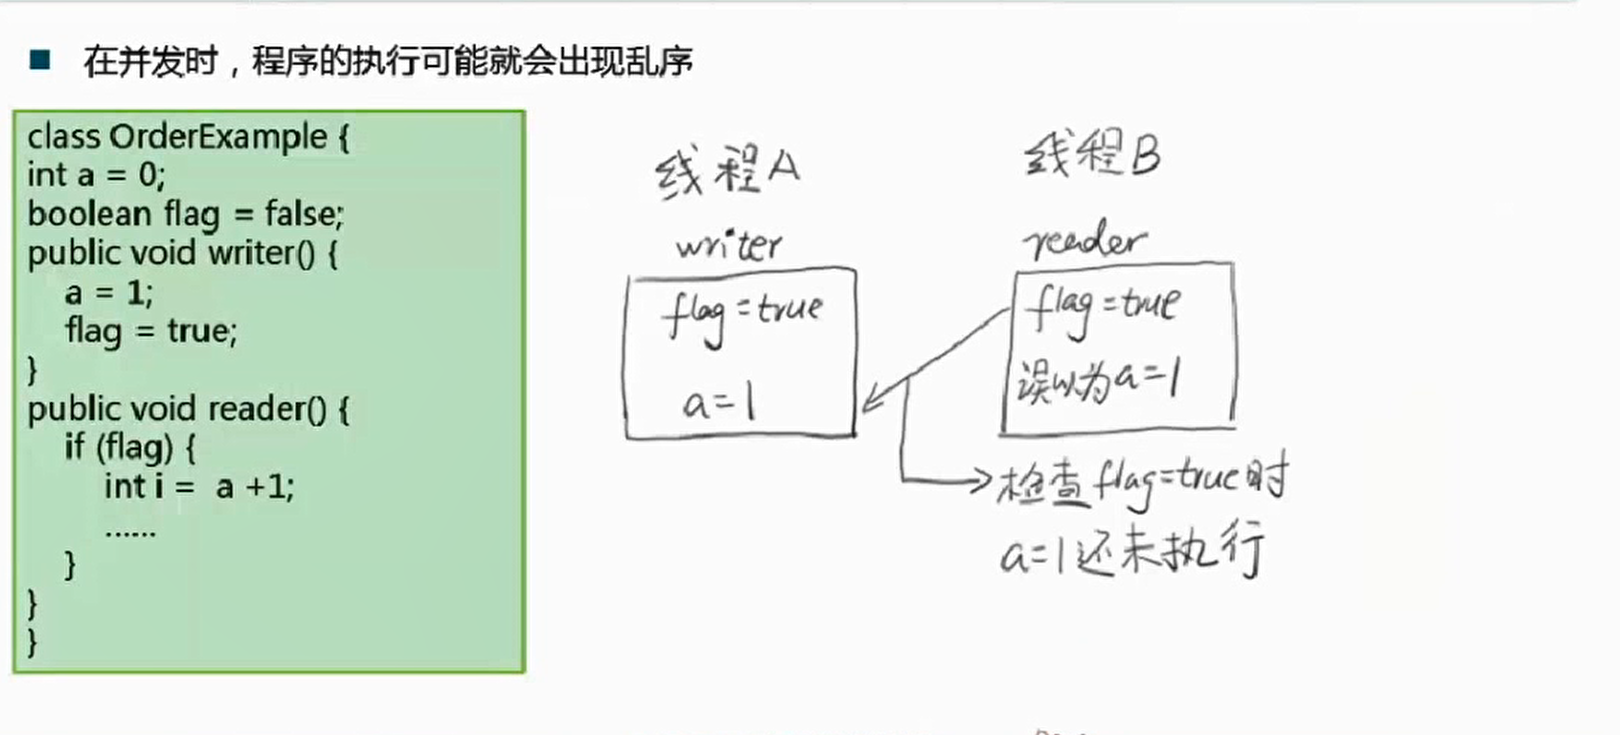 ■ 在并发时，程序的执行可能就会出现乱序
class OrderExample {
int a = 0;
boolean flag = false;
public void writer() {
a = 1;
flag = true;
}
public void reader() {
if (flag) {
int i =  a +1;
......
}
}
}
线程A
writer
flag=true
a=1
线程B
reader
flag=true
误以为a=1
检查flag=true时
a=1还未执行